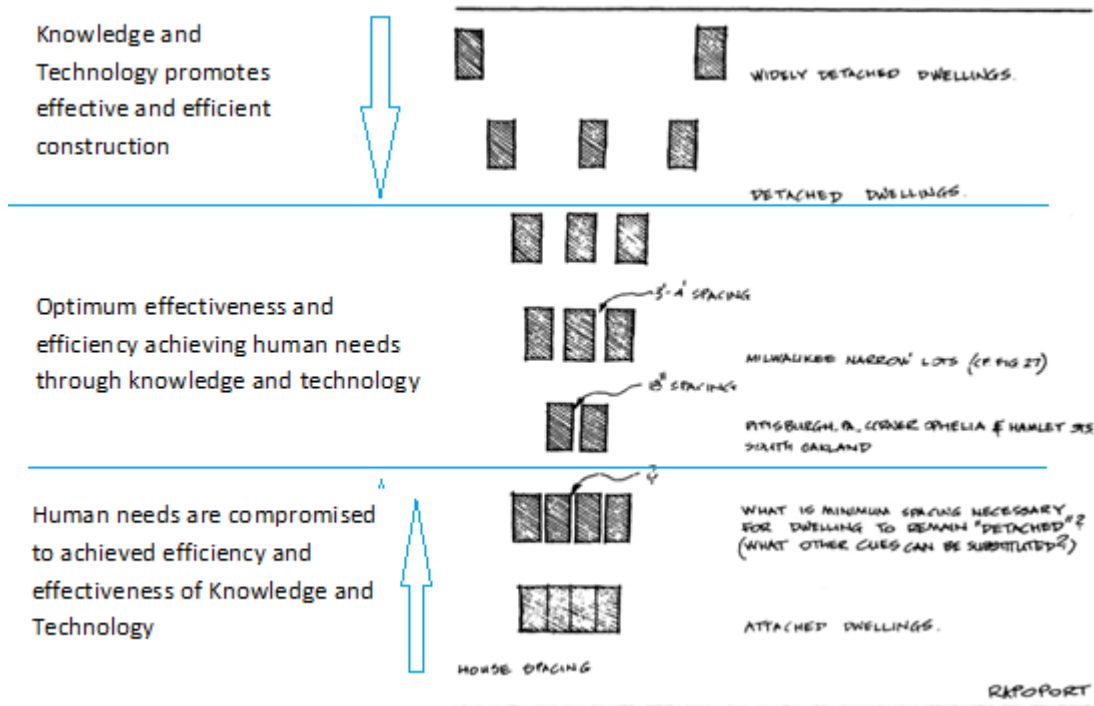 Knowledge and
Technology promotes
effective and efficient
construction
WIDELY DETACHED DWELLINGS.
DETACHED DWELLINGS.
Optimum effectiveness and
efficiency achieving human needs
through knowledge and technology
3'-4' SPACING
MILWAUKEE NARROW LOTS (CF. FIG 27)
18" SPACING
PITTSBURGH, PA., CORNER OPHELIA & HAMLET STS
SOUTH OAKLAND
Human needs are compromised
to achieved efficiency and
effectiveness of Knowledge and
Technology
?
WHAT IS MINIMUM SPACING NECESSARY
FOR DWELLING TO REMAIN "DETACHED"?
(WHAT OTHER CUES CAN BE SUBSTITUTED?)
ATTACHED DWELLINGS.
HOUSE SPACING
RAPOPORT